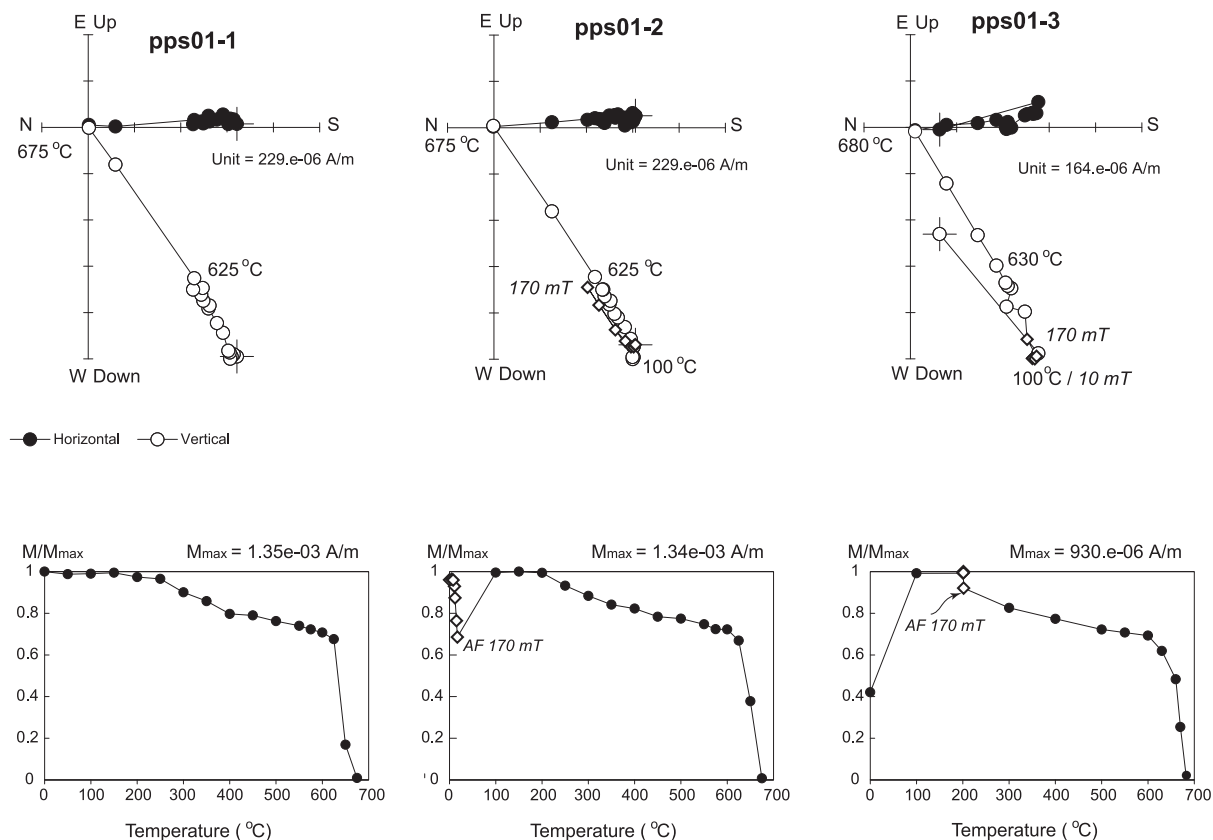 E Up
pps01-1
N
S
675 °C
Unit = 229.e-06 A/m
625 °C
W Down
E Up
pps01-2
N
S
675 °C
Unit = 229.e-06 A/m
625 °C
170 mT
100 °C
W Down
E Up
pps01-3
N
S
680 °C
Unit = 164.e-06 A/m
630 °C
170 mT
100 °C / 10 mT
W Down
Horizontal
Vertical
M/Mmax
Mmax = 1.35e-03 A/m
1
0.8
0.6
0.4
0.2
0
0 100 200 300 400 500 600 700
Temperature ( °C)
M/Mmax
Mmax = 1.34e-03 A/m
1
0.8
0.6
AF 170 mT
0.4
0.2
' 0
0 100 200 300 400 500 600 700
Temperature ( °C)
M/Mmax
Mmax = 930.e-06 A/m
1
0.8
AF 170 mT
0.6
0.4
0.2
0
0 100 200 300 400 500 600 700
Temperature ( °C)